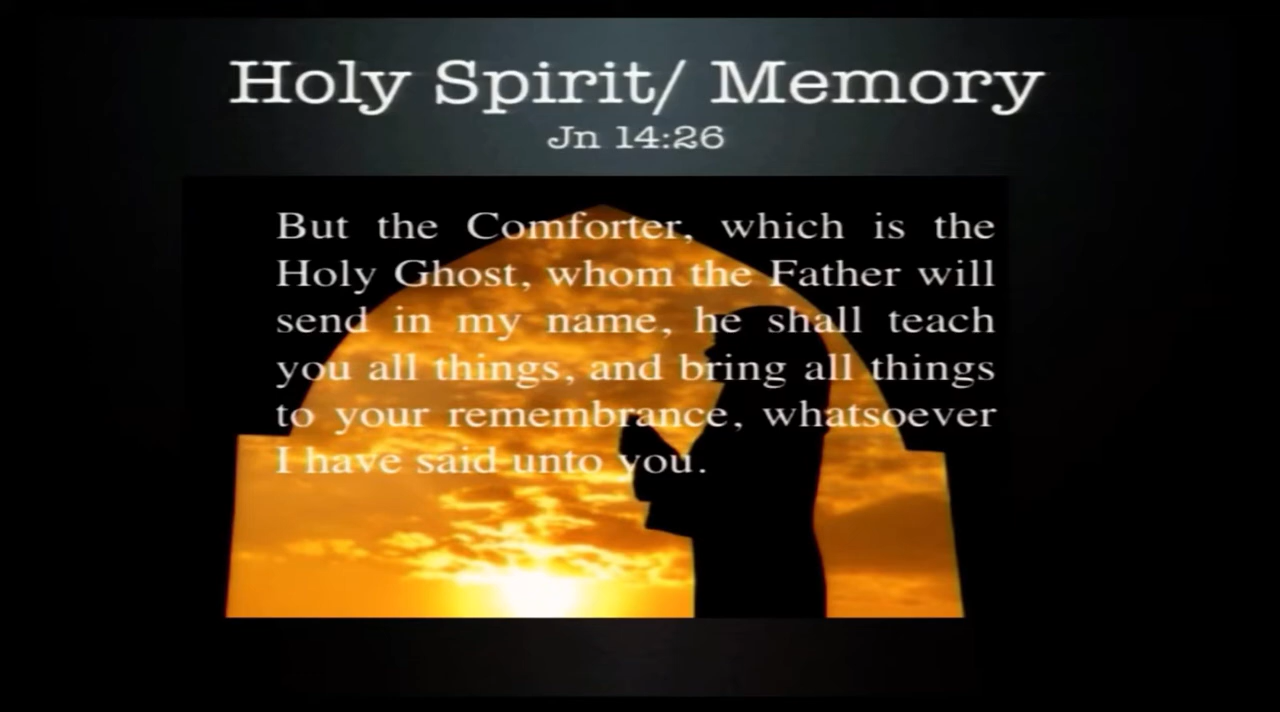 Holy Spirit/ Memory
Jn 14:26
But the Comforter, which is the
Holy Ghost, whom the Father will
send in my name, he shall teach
you all things, and bring all things
to your remembrance, whatsoever
I have said unto you.